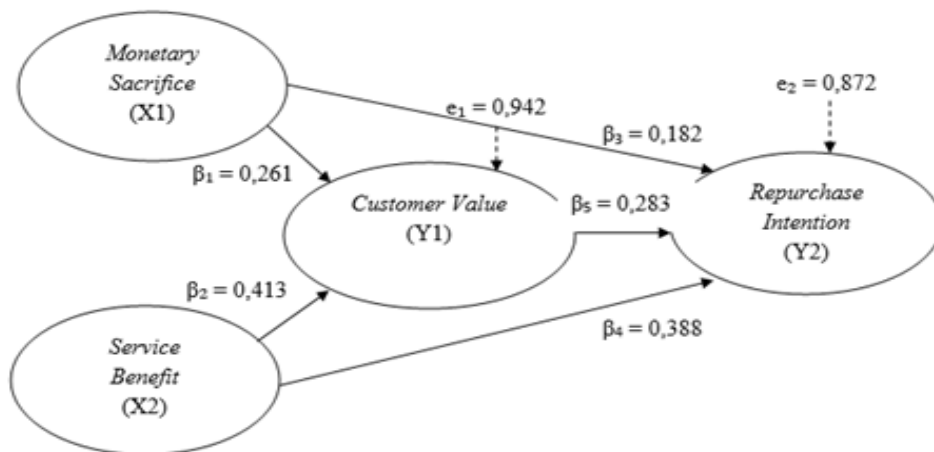 Monetary
Sacrifice
(X1)
e₁ = 0,942
e₂ = 0,872
β₃ = 0,182
β₁ = 0,261
Customer Value
(Y1)
β₅ = 0,283
Repurchase
Intention
(Y2)
β₂ = 0,413
β₄ = 0,388
Service
Benefit
(X2)